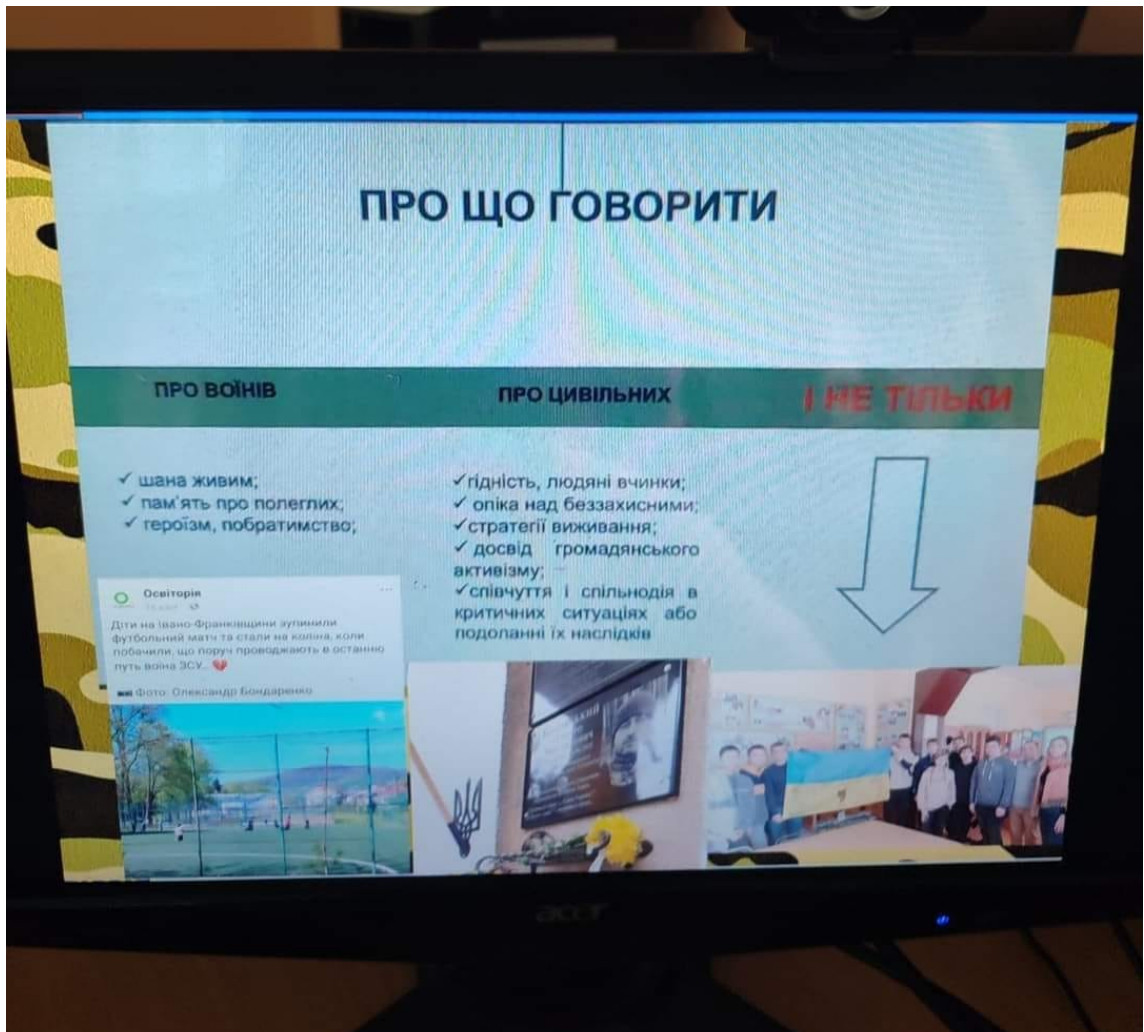 ПРО ЩО ГОВОРИТИ
ПРО ВОЇНІВ
ПРО ЦИВІЛЬНИХ
І НЕ ТІЛЬКИ
✓ шана живим;
✓ пам'ять про полеглих;
✓ героїзм, побратимство;
✓гідність, людяні вчинки;
✓ опіка над беззахисними;
✓стратегії виживання;
✓ досвід громадянського
активізму;
✓співчуття і спільнодія в
критичних ситуаціях або
подоланні їх наслідків
Освіторія
Діти на Івано-Франківщини зупинили
футбольний матч та стали на коліна, коли
побачили, що поруч проводжають в останню
путь воїна ЗСУ..
Фото: Олександр Бондаренко
acer